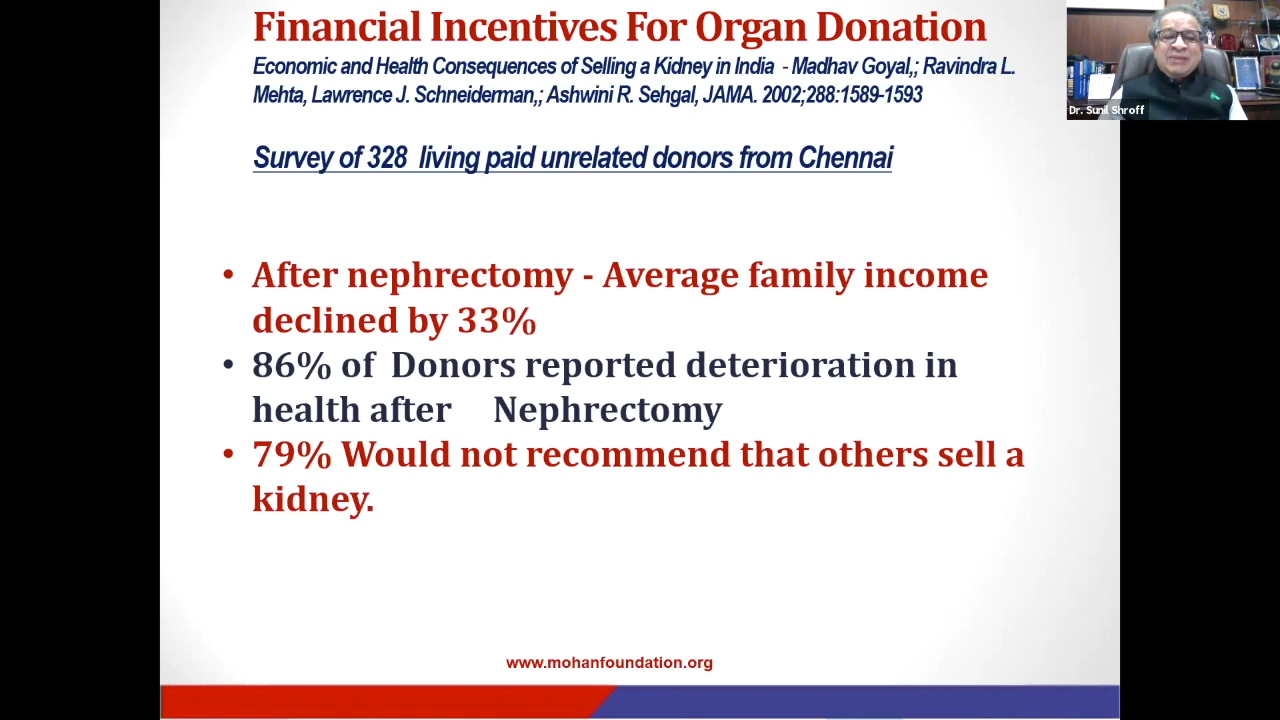 Financial Incentives For Organ Donation
Economic and Health Consequences of Selling a Kidney in India - Madhav Goyal,; Ravindra L.
Mehta, Lawrence J. Schneiderman,; Ashwini R. Sehgal, JAMA. 2002;288:1589-1593
Dr. Sunil Shroff
Survey of 328 living paid unrelated donors from Chennai
• After nephrectomy - Average family income
declined by 33%
• 86% of Donors reported deterioration in
health after Nephrectomy
• 79% Would not recommend that others sell a
kidney.
www.mohanfoundation.org